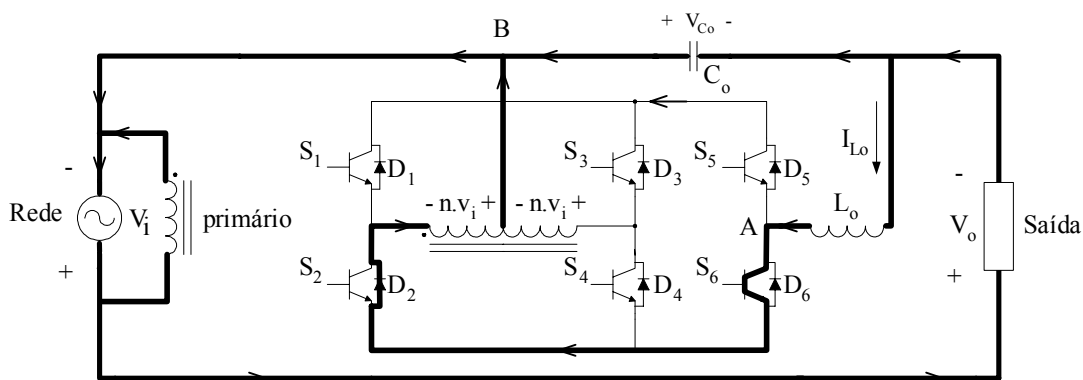 B
+ V_Co -
C_o
S_1
D_1
S_3
D_3
S_5
D_5
I_Lo
-
Rede
V_i
primário
+
- n.v_i + - n.v_i +
A
L_o
-
V_o
Saída
+
S_2
D_2
S_4
D_4
S_6
D_6